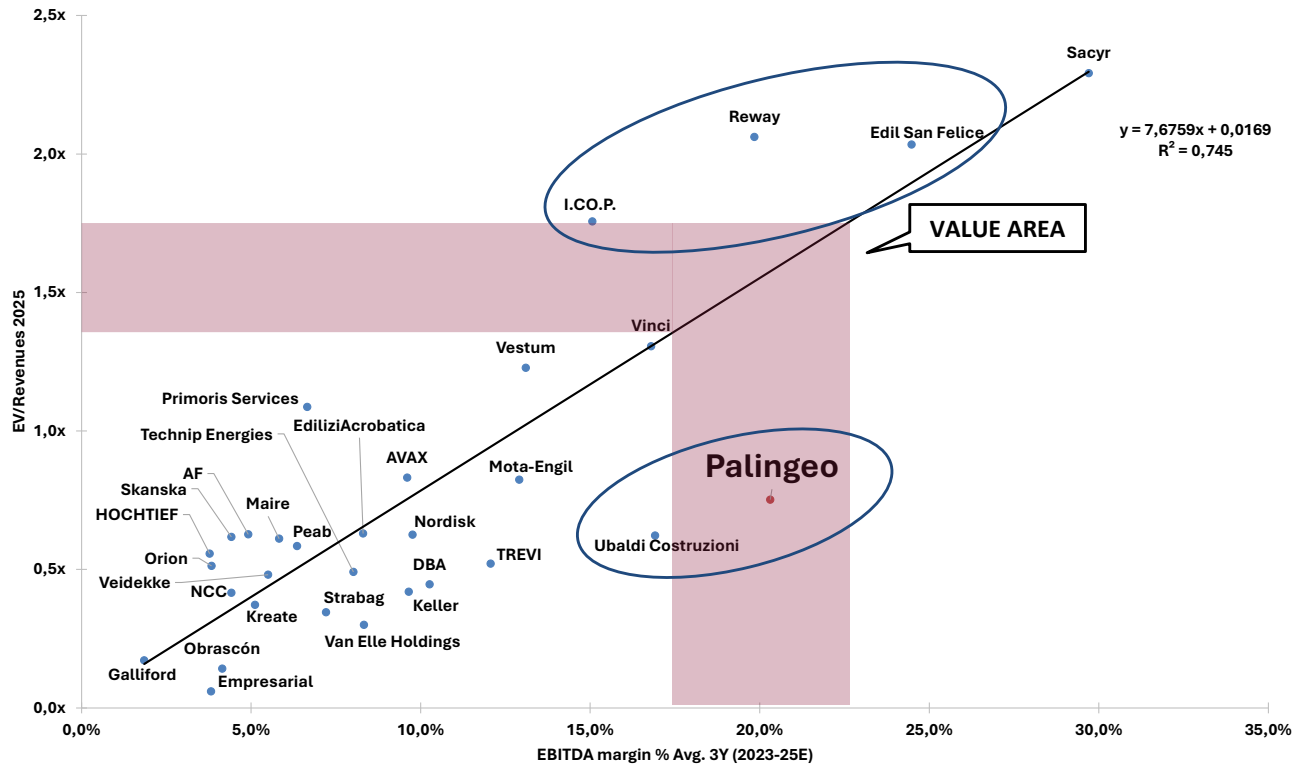 2,5x
Sacyr
Reway
Edil San Felice
y = 7,6759x + 0,0169
R² = 0,745
2,0x
I.CO.P.
VALUE AREA
1,5x
Vinci
Vestum
EV/Revenues 2025
Primoris Services
EdiliziAcrobatica
Technip Energies
1,0x
AVAX
Mota-Engil
Palingeo
AF
Skanska
Maire
HOCHTIEF
Peab
Nordisk
Ubaldi Costruzioni
Orion
TREVI
0,5x
DBA
Veidekke
NCC
Strabag
Keller
Kreate
Van Elle Holdings
Obrascón
Galliford
Empresarial
0,0x
0,0%
5,0%
10,0%
15,0%
20,0%
25,0%
30,0%
35,0%
EBITDA margin % Avg. 3Y (2023-25E)